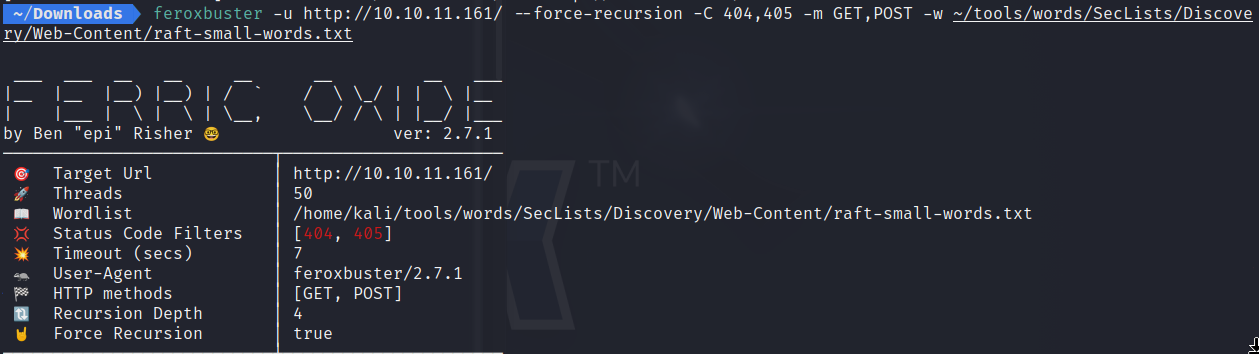 ~/Downloads feroxbuster -u http://10.10.11.161/ --force-recursion -C 404,405 -m GET,POST -w ~/tools/words/SecLists/Discove
ry/Web-Content/raft-small-words.txt
FERRIC OXIDE
by Ben "epi" Risher 🤓 ver: 2.7.1
🎯 Target Url │ http://10.10.11.161/
🚀 Threads │ 50
📖 Wordlist │ /home/kali/tools/words/SecLists/Discovery/Web-Content/raft-small-words.txt
💢 Status Code Filters │ [404, 405]
💥 Timeout (secs) │ 7
🦡 User-Agent │ feroxbuster/2.7.1
🏁 HTTP methods │ [GET, POST]
🔃 Recursion Depth │ 4
🤘 Force Recursion │ true
TM